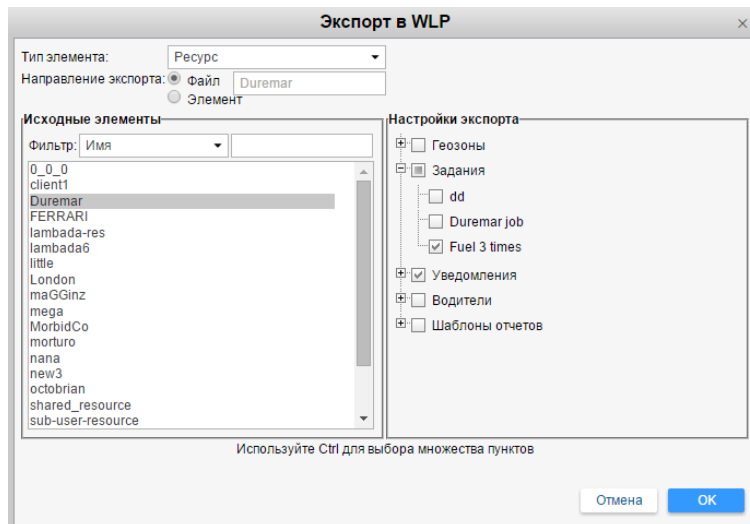 Экспорт в WLP
Тип элемента: Ресурс
Направление экспорта: Файл Duremar
Элемент
Исходные элементы
Фильтр: Имя
0_0_0
client1
Duremar
FERRARI
lambada-res
lambada6
little
London
maGGinz
mega
MorbidCo
morturo
nana
new3
octobrian
shared_resource
sub-user-resource
Настройки экспорта
Геозоны
Задания
dd
Duremar job
Fuel 3 times
Уведомления
Водители
Шаблоны отчетов
Используйте Ctrl для выбора множества пунктов
Отмена
OK